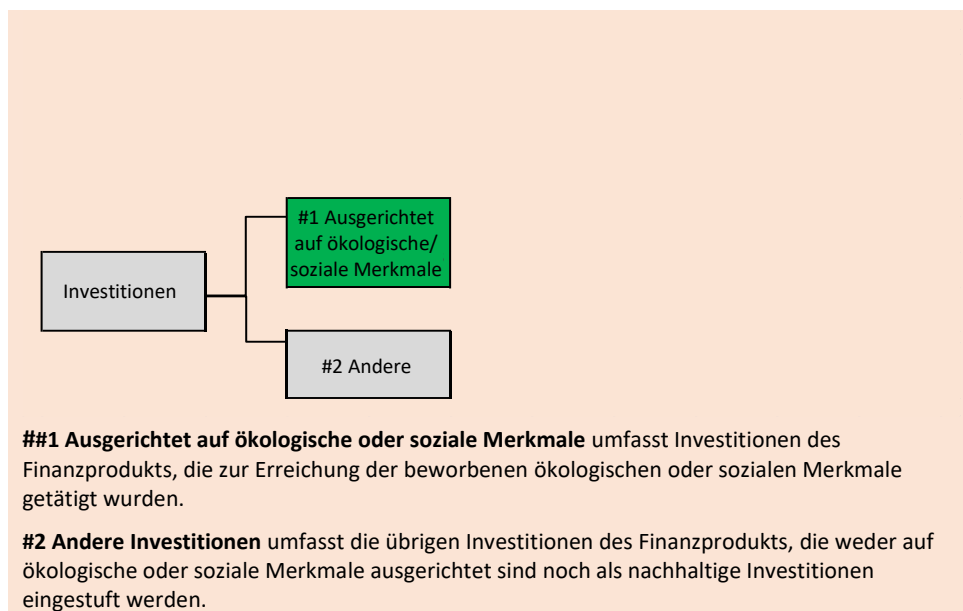 #1 Ausgerichtet
auf ökologische/
soziale Merkmale
Investitionen
#2 Andere
##1 Ausgerichtet auf ökologische oder soziale Merkmale umfasst Investitionen des
Finanzprodukts, die zur Erreichung der beworbenen ökologischen oder sozialen Merkmale
getätigt wurden.
#2 Andere Investitionen umfasst die übrigen Investitionen des Finanzprodukts, die weder auf
ökologische oder soziale Merkmale ausgerichtet sind noch als nachhaltige Investitionen
eingestuft werden.